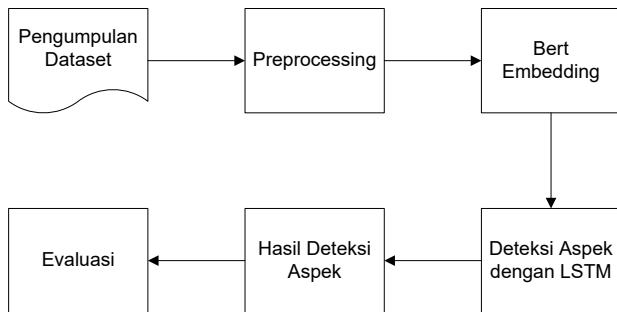 Pengumpulan
Dataset
Preprocessing
Bert
Embedding
Deteksi Aspek
dengan LSTM
Hasil Deteksi
Aspek
Evaluasi